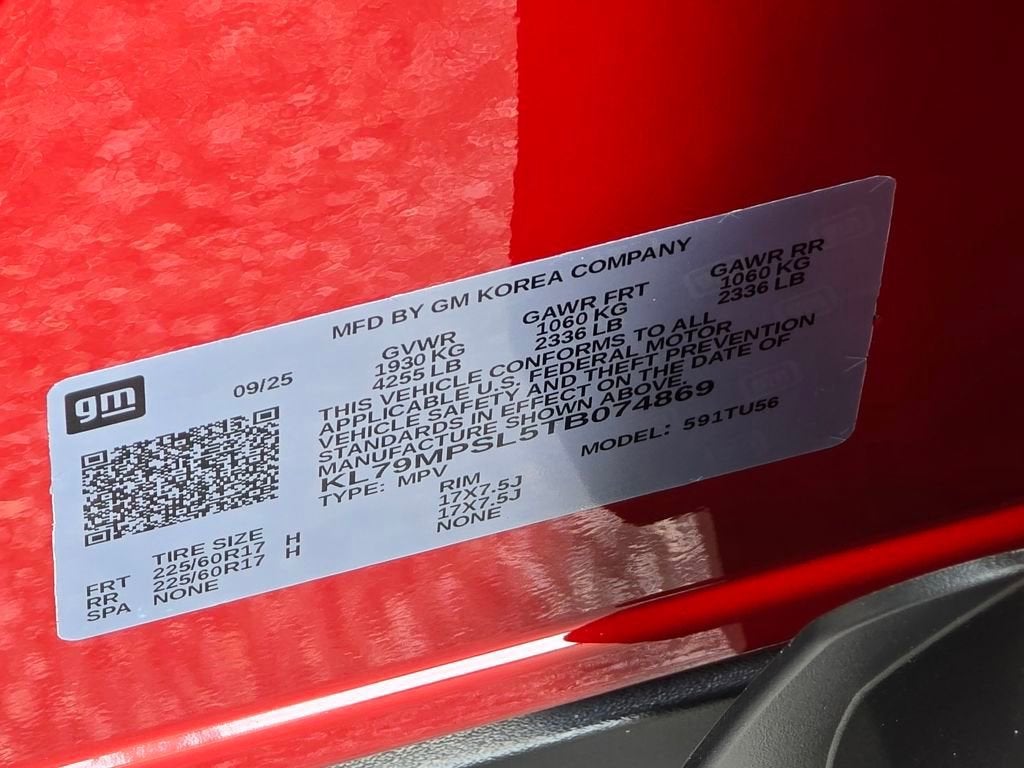 MFD BY GM KOREA COMPANY
gm
09/25
GVWR
1930 KG
4255 LB
GAWR FRT
1060 KG
2336 LB
GAWR RR
1060 KG
2336 LB
THIS VEHICLE CONFORMS TO ALL
APPLICABLE U.S. FEDERAL MOTOR
VEHICLE SAFETY AND THEFT PREVENTION
STANDARDS IN EFFECT ON THE DATE OF
MANUFACTURE SHOWN ABOVE.
KL79MPSL5TB074869
TYPE: MPV
MODEL: 591TU56
TIRE SIZE RIM
FRT 225/60R17 H 17X7.5J
RR 225/60R17 H 17X7.5J
SPA NONE NONE